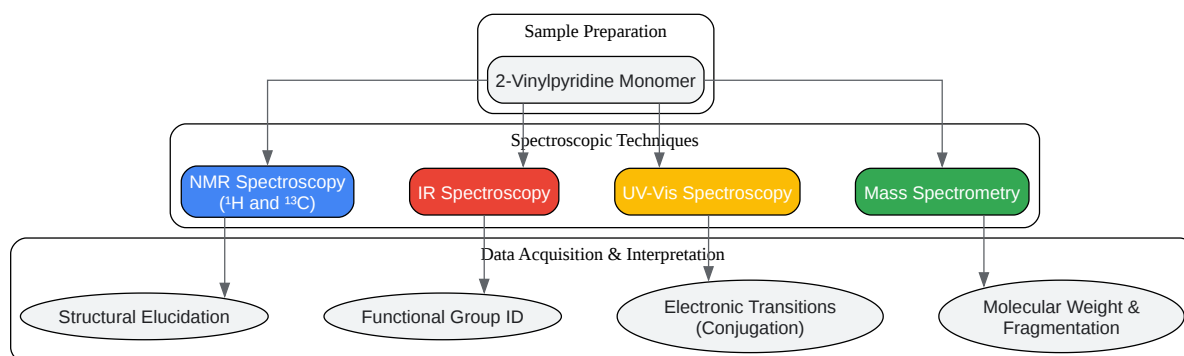 Sample Preparation
2-Vinylpyridine Monomer
Spectroscopic Techniques
NMR Spectroscopy
(¹H and ¹³C)
IR Spectroscopy
UV-Vis Spectroscopy
Mass Spectrometry
Data Acquisition & Interpretation
Structural Elucidation
Functional Group ID
Electronic Transitions
(Conjugation)
Molecular Weight &
Fragmentation